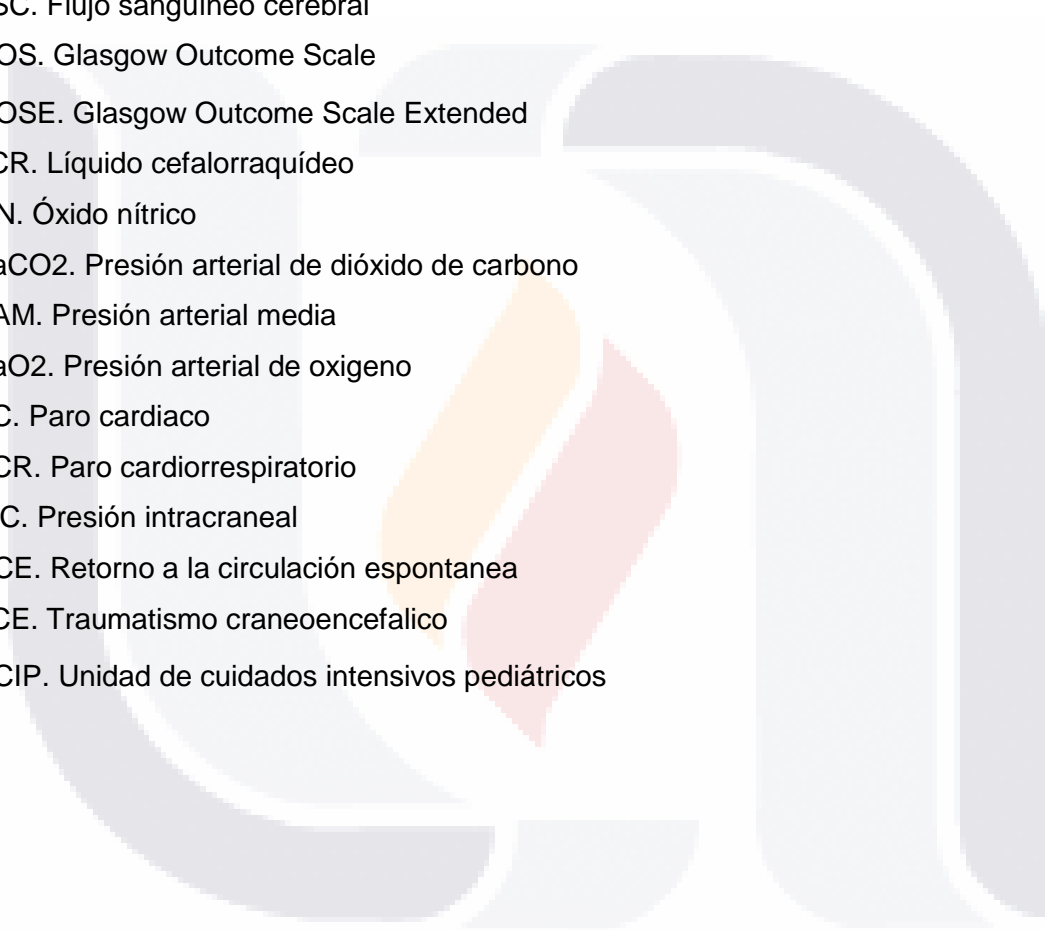 SC. Flujo sanguíneo cerebral
OS. Glasgow Outcome Scale
OSE. Glasgow Outcome Scale Extended
CR. Líquido cefalorraquídeo
N. Óxido nítrico
aCO2. Presión arterial de dióxido de carbono
AM. Presión arterial media
aO2. Presión arterial de oxigeno
C. Paro cardiaco
CR. Paro cardiorrespiratorio
IC. Presión intracraneal
CE. Retorno a la circulación espontanea
CE. Traumatismo craneoencefalico
CIP. Unidad de cuidados intensivos pediátricos